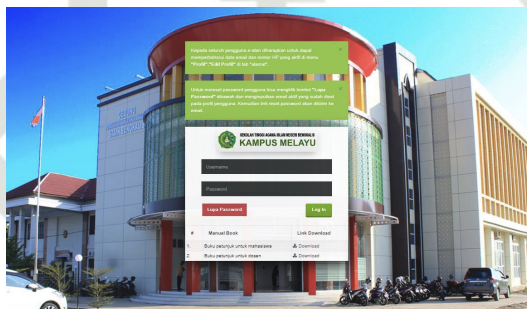 Kepada seluruh pengguna e-atan diharapkan untuk dapat
memperbaharui data email dan nomor HP yang aktif di menu
"Profil"-"Edit Profil" di tab "alamat".
Untuk mereset password pengguna bisa mengklik tombol "Lupa
Password" dibawah dan menginputkan email aktif yang sudah diset
pada profil pengguna. Kemudian link reset password akan dikirim ke
email.
SEKOLAH TINGGI AGAMA ISLAM NEGERI BENGKALIS
KAMPUS MELAYU
Username
Password
Lupa Password
Log In
# Manual Book Link Download
1. Buku petunjuk untuk mahasiswa Download
2. Buku petunjuk untuk dosen Download